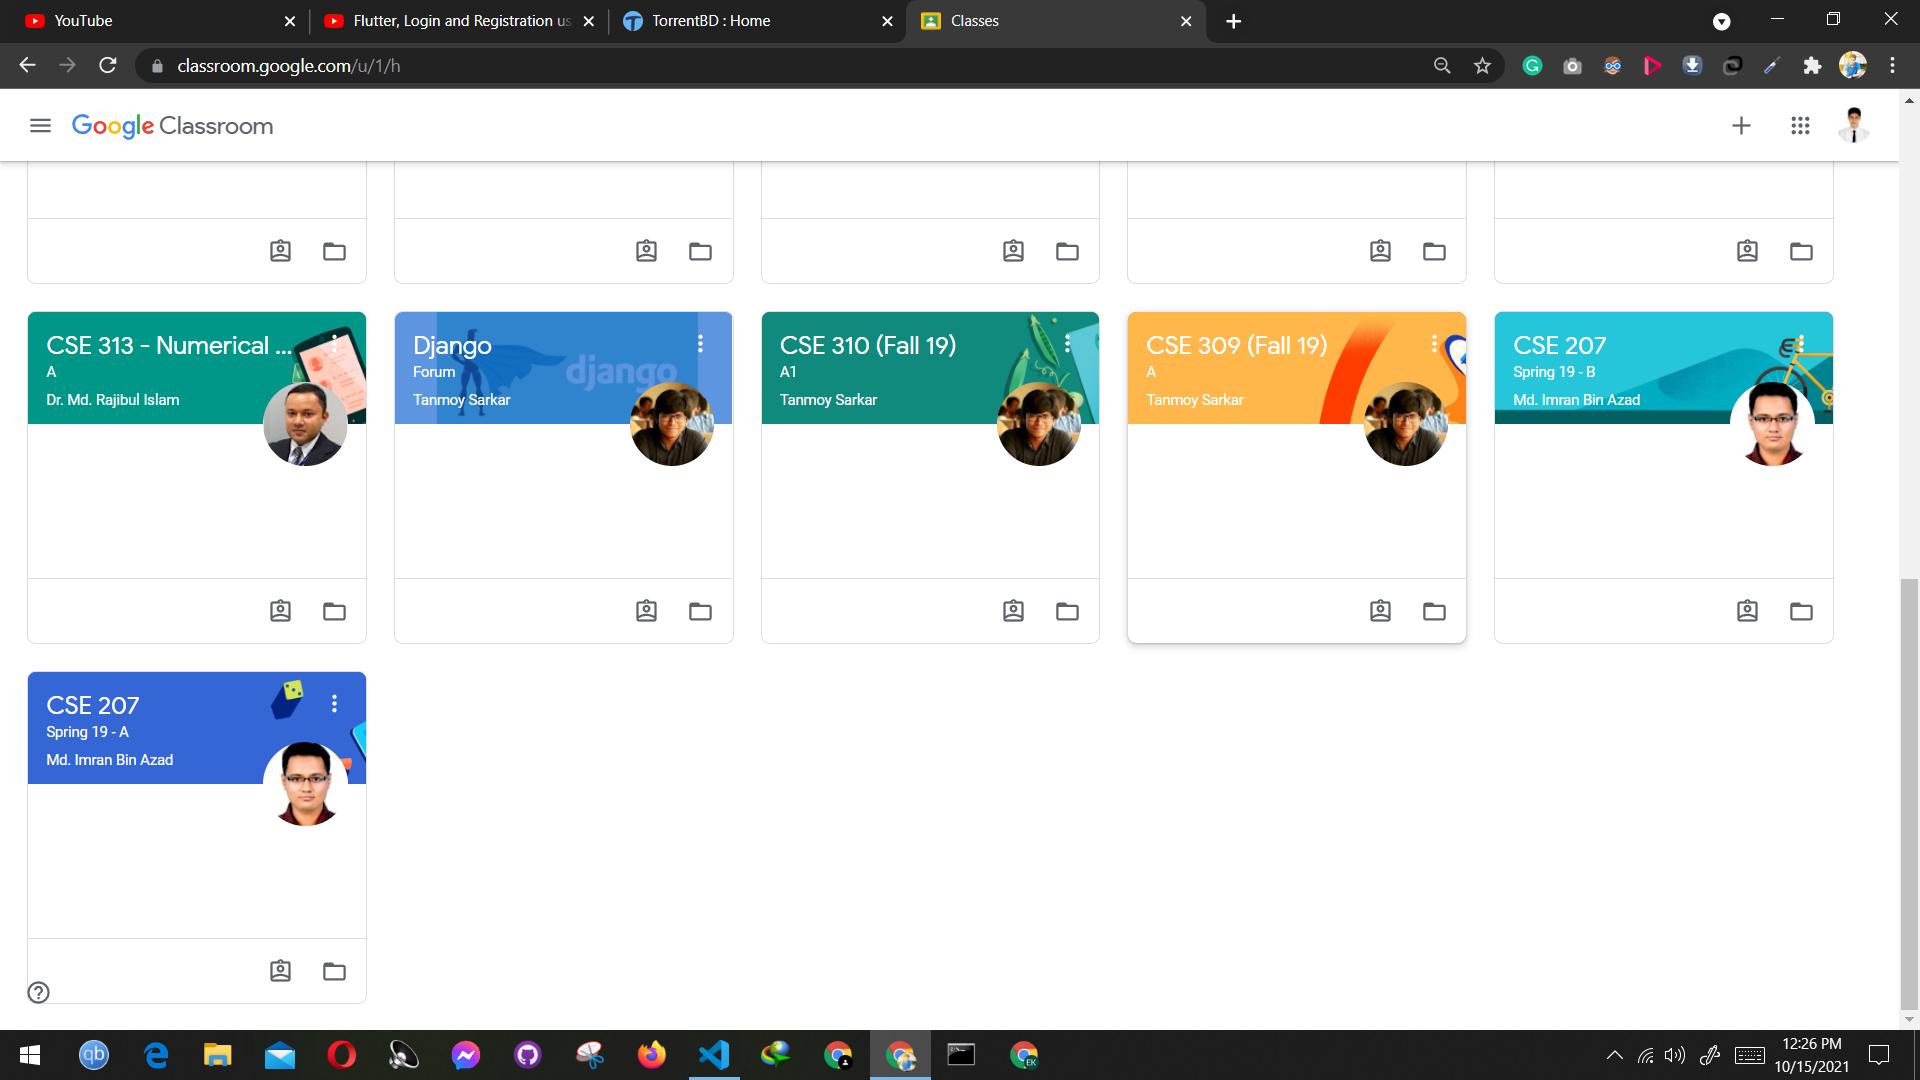 YouTube
Flutter, Login and Registration us
TorrentBD : Home
Classes
classroom.google.com/u/1/h
Google Classroom
CSE 313 - Numerical ...
A
Dr. Md. Rajibul Islam
Django
Forum
Tanmoy Sarkar
django
CSE 310 (Fall 19)
A1
Tanmoy Sarkar
CSE 309 (Fall 19)
A
Tanmoy Sarkar
CSE 207
Spring 19 - B
Md. Imran Bin Azad
CSE 207
Spring 19 - A
Md. Imran Bin Azad
qb
EK
12:26 PM
10/15/2021